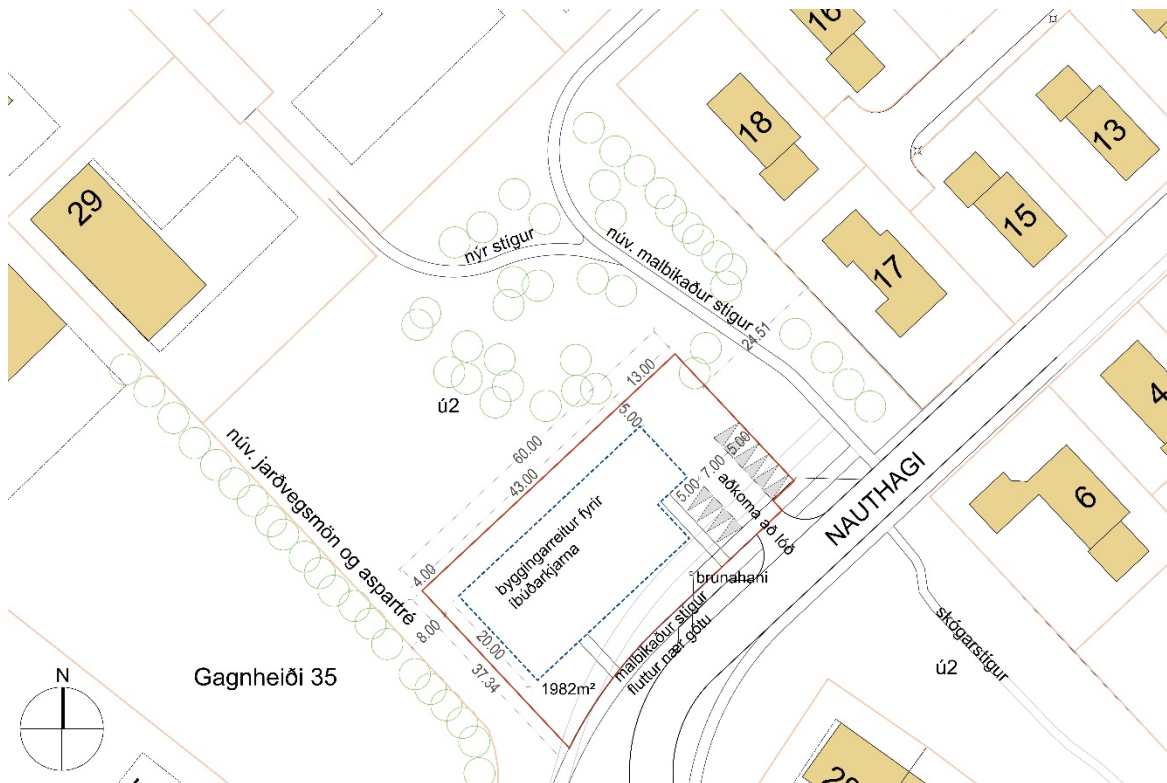 16
18
13
29
15
nýr stígur
núv. malbikaður stígur
17
24.51
13.00
4
ú2
5.00
60.00
43.00
5.00
7.00
5.00
núv. jarðvegsmön og aspartré
aðkoma að lóð
NAUTHAGI
6
byggingarreitur fyrir
íbúðarkjarna
4.00
brunahani
8.00
malbikaður stígur
fluttur nær götu
skógarstígur
20.00
37.34
1982m²
ú2
Gagnheiði 35
N